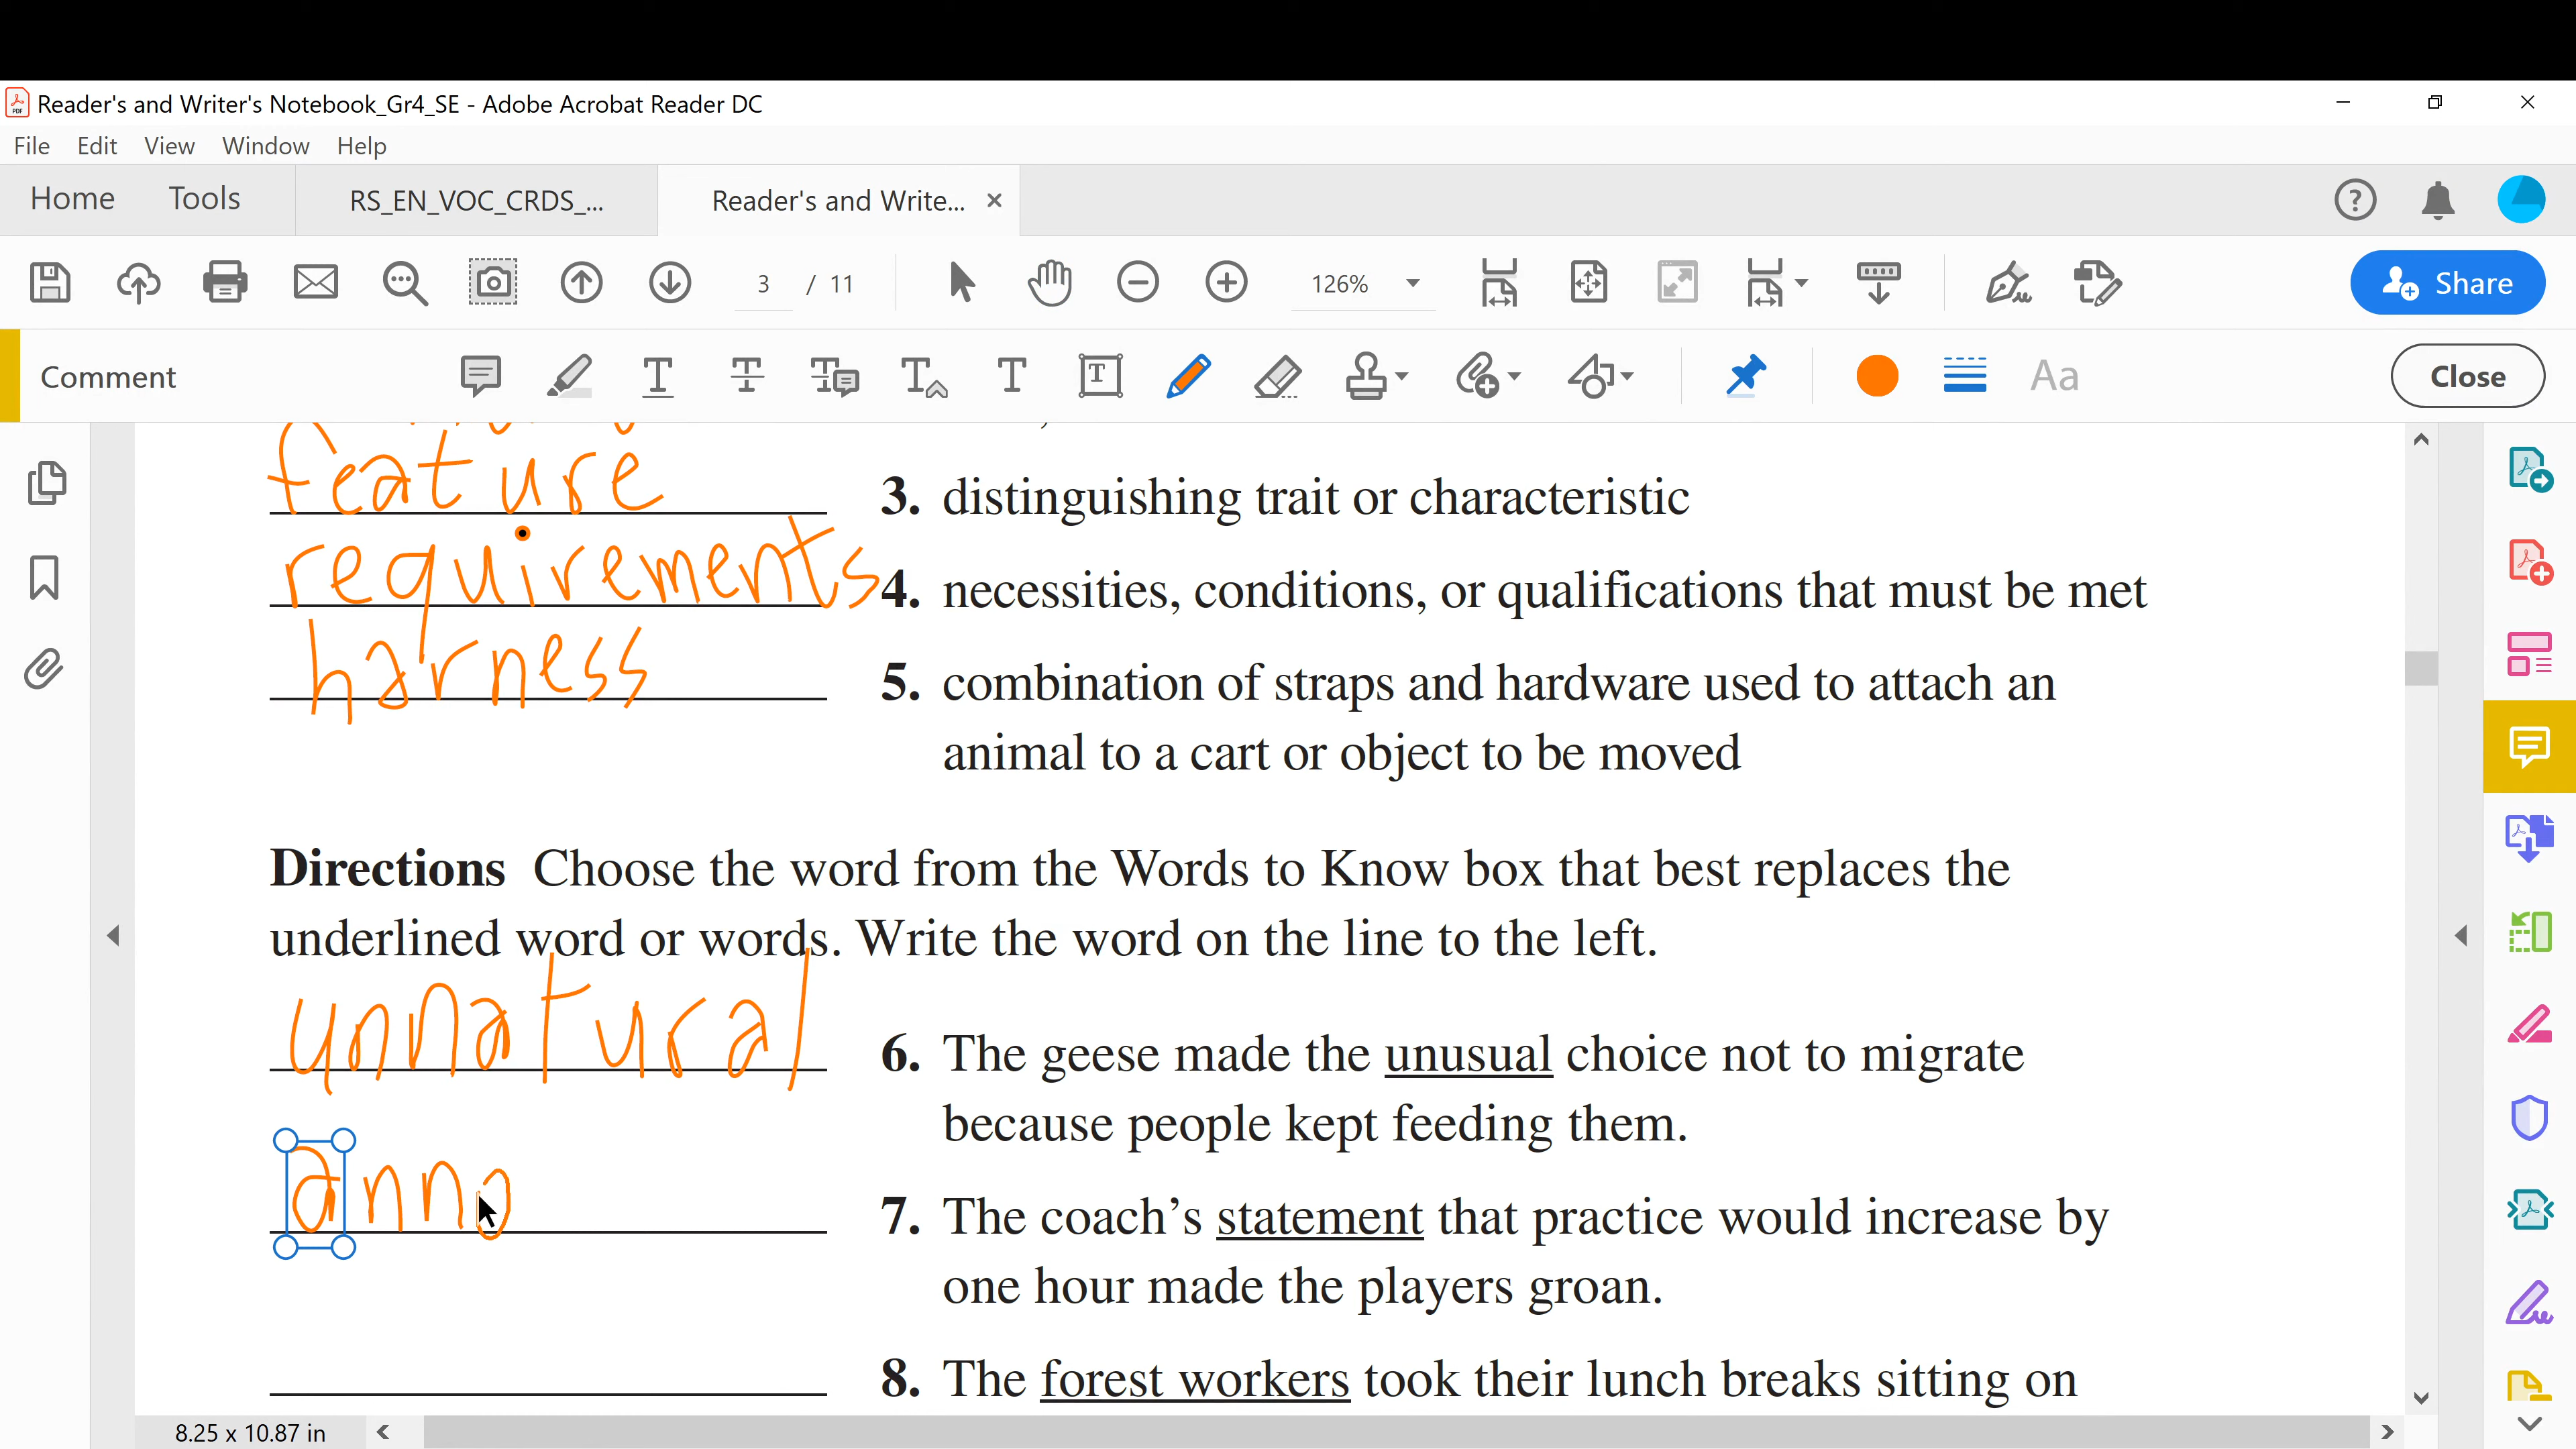 Reader's and Writer's Notebook_Gr4_SE - Adobe Acrobat Reader DC
File Edit View Window Help
Home Tools RS_EN_VOC_CRDS_... Reader's and Write...
3 / 11 126% Share
Comment Aa Close
feature 3. distinguishing trait or characteristic
requirements 4. necessities, conditions, or qualifications that must be met
harness 5. combination of straps and hardware used to attach an
animal to a cart or object to be moved
Directions Choose the word from the Words to Know box that best replaces the
underlined word or words. Write the word on the line to the left.
unnatural 6. The geese made the unusual choice not to migrate
because people kept feeding them.
anno 7. The coach's statement that practice would increase by
one hour made the players groan.
8. The forest workers took their lunch breaks sitting on
8.25 x 10.87 in